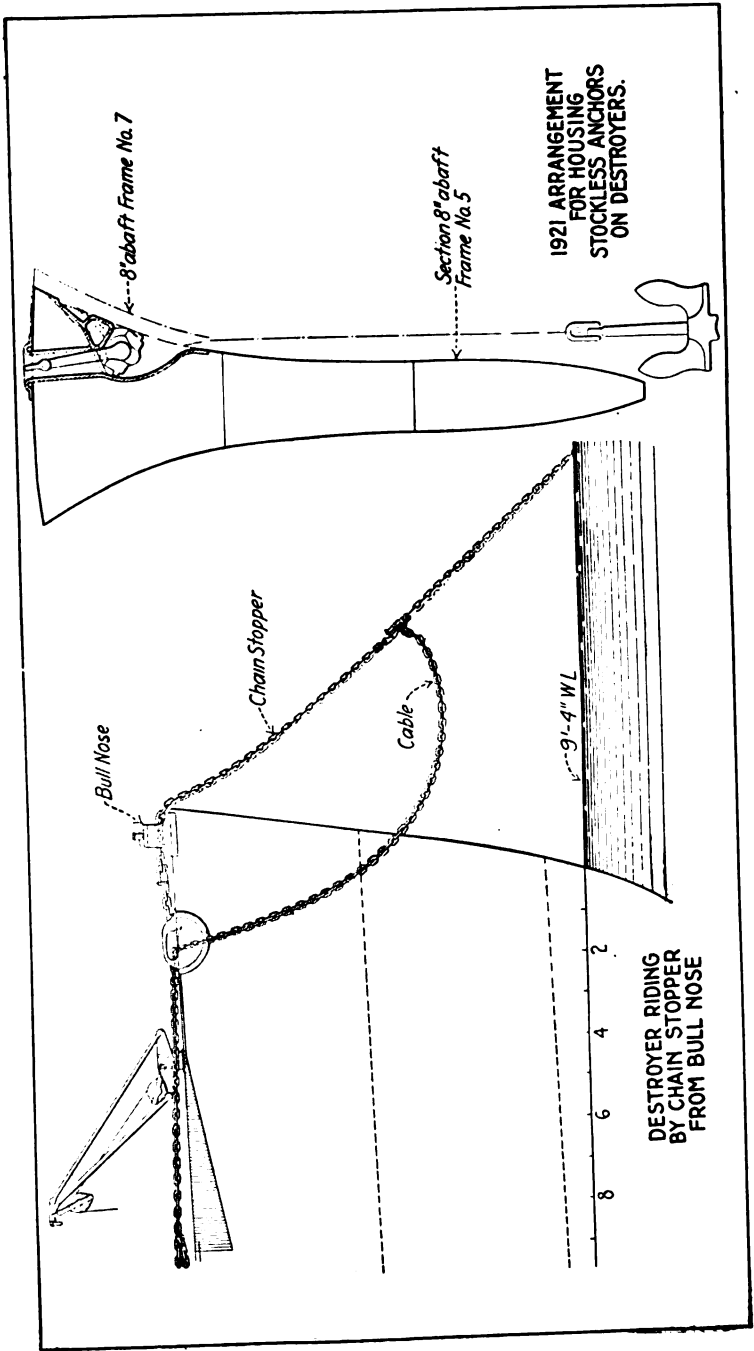 Bull Nose
Chain Stopper
Cable
9'-4" WL
8
6
4
2
DESTROYER RIDING
BY CHAIN STOPPER
FROM BULL NOSE
8" abaft Frame No. 7
Section 8" abaft
Frame No. 5
1921 ARRANGEMENT
FOR HOUSING
STOCKLESS ANCHORS
ON DESTROYERS.